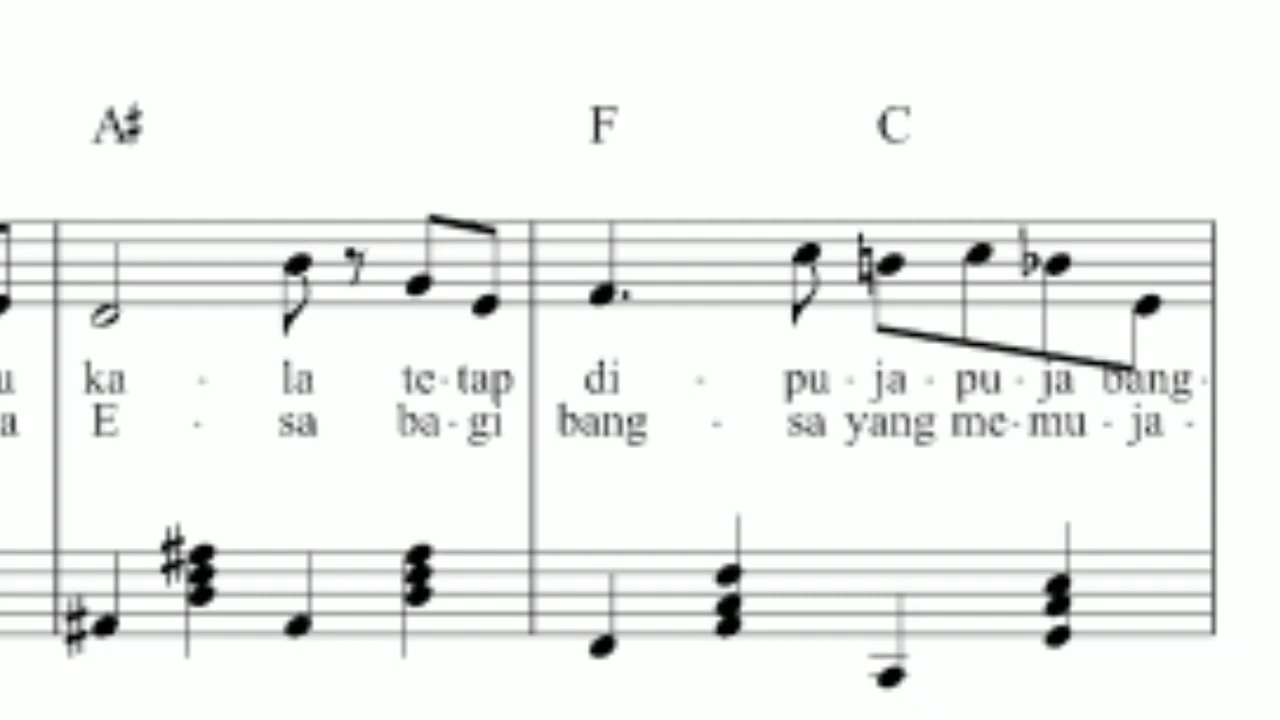 A♯ F C
u ka - la te - tap di - pu - ja - pu - ja bang -
a E - sa ba - gi bang - sa yang me - mu - ja -